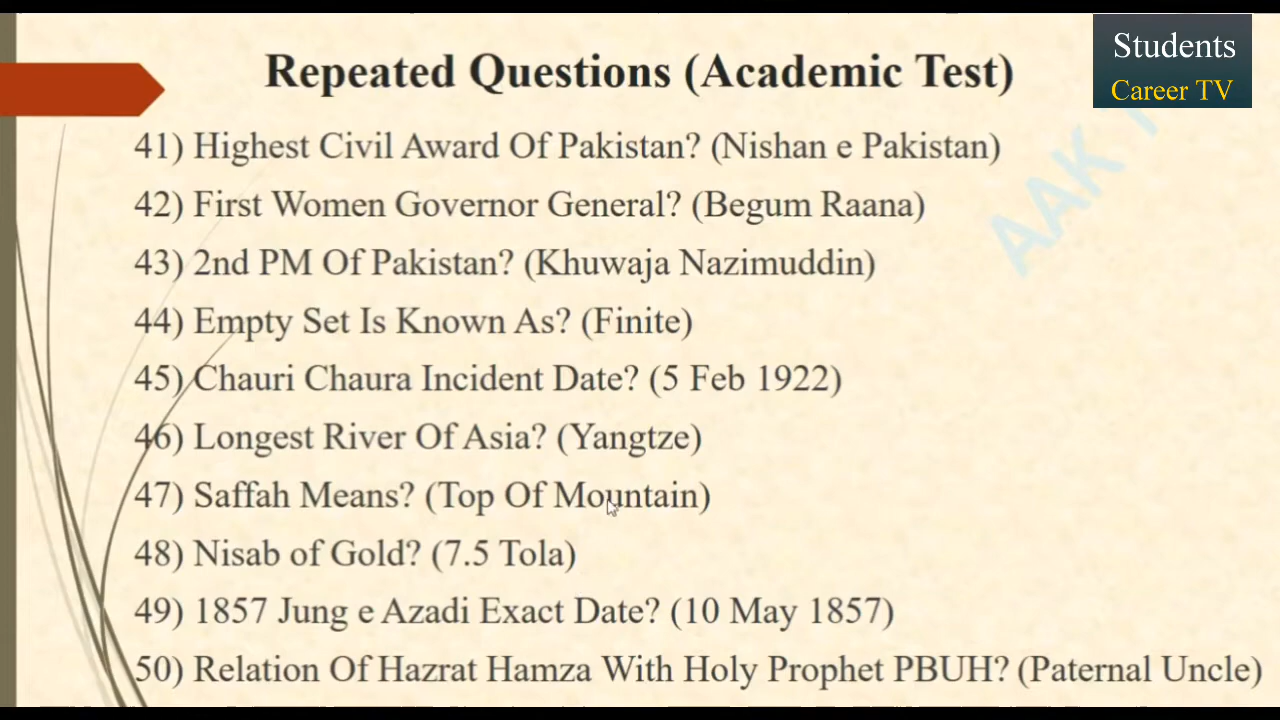 Students
Career TV
Repeated Questions (Academic Test)
AAK
41) Highest Civil Award Of Pakistan? (Nishan e Pakistan)
42) First Women Governor General? (Begum Raana)
43) 2nd PM Of Pakistan? (Khuwaja Nazimuddin)
44) Empty Set Is Known As? (Finite)
45) Chauri Chaura Incident Date? (5 Feb 1922)
46) Longest River Of Asia? (Yangtze)
47) Saffah Means? (Top Of Mountain)
48) Nisab of Gold? (7.5 Tola)
49) 1857 Jung e Azadi Exact Date? (10 May 1857)
50) Relation Of Hazrat Hamza With Holy Prophet PBUH? (Paternal Uncle)